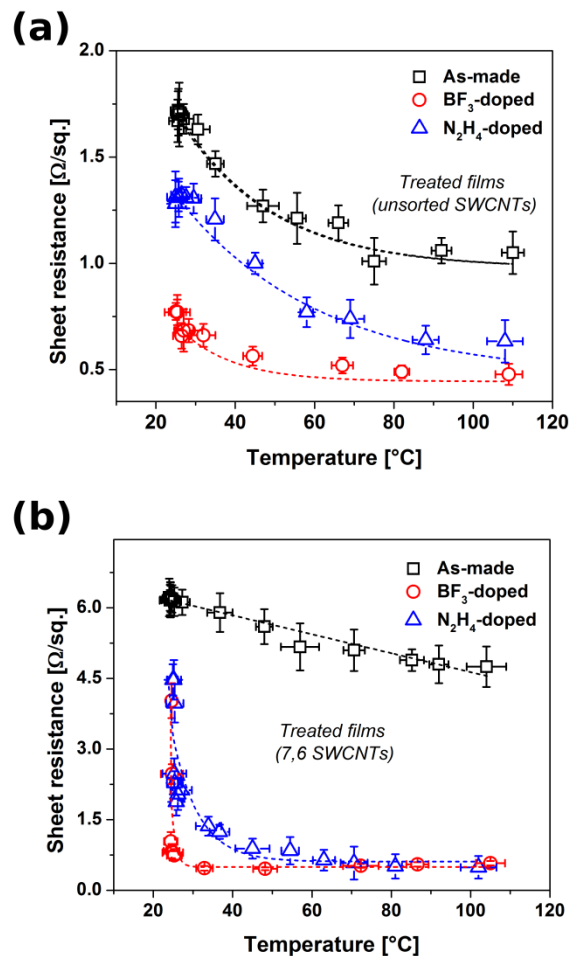 (a)
2.0
1.5
1.0
0.5
Sheet resistance [Ω/sq.]
As-made
BF₃-doped
N₂H₄-doped
Treated films
(unsorted SWCNTs)
20 40 60 80 100 120
Temperature [°C]
(b)
6.0
4.5
3.0
1.5
0.0
Sheet resistance [Ω/sq.]
As-made
BF₃-doped
N₂H₄-doped
Treated films
(7,6 SWCNTs)
20 40 60 80 100 120
Temperature [°C]